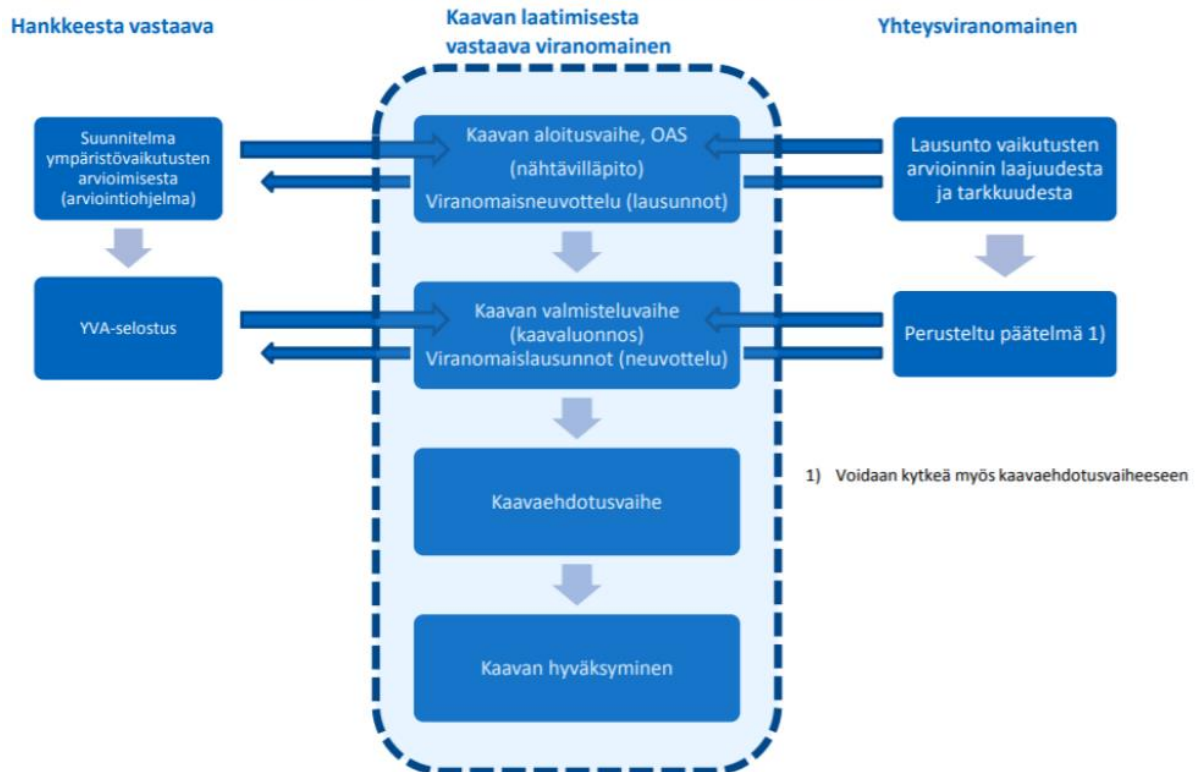 Hankkeesta vastaava
Kaavan laatimisesta
vastaava viranomainen
Yhteysviranomainen
Suunnitelma
ympäristövaikutusten
arvioimisesta
(arviointiohjelma)
Kaavan aloitusvaihe, OAS
(nähtävilläpito)
Viranomaisneuvottelu (lausunnot)
Lausunto vaikutusten
arvioinnin laajuudesta
ja tarkkuudesta
YVA-selostus
Kaavan valmisteluvaihe
(kaavaluonnos)
Viranomaislausunnot (neuvottelu)
Perusteltu päätelmä 1)
1) Voidaan kytkeä myös kaavaehdotusvaiheeseen
Kaavaehdotusvaihe
Kaavan hyväksyminen